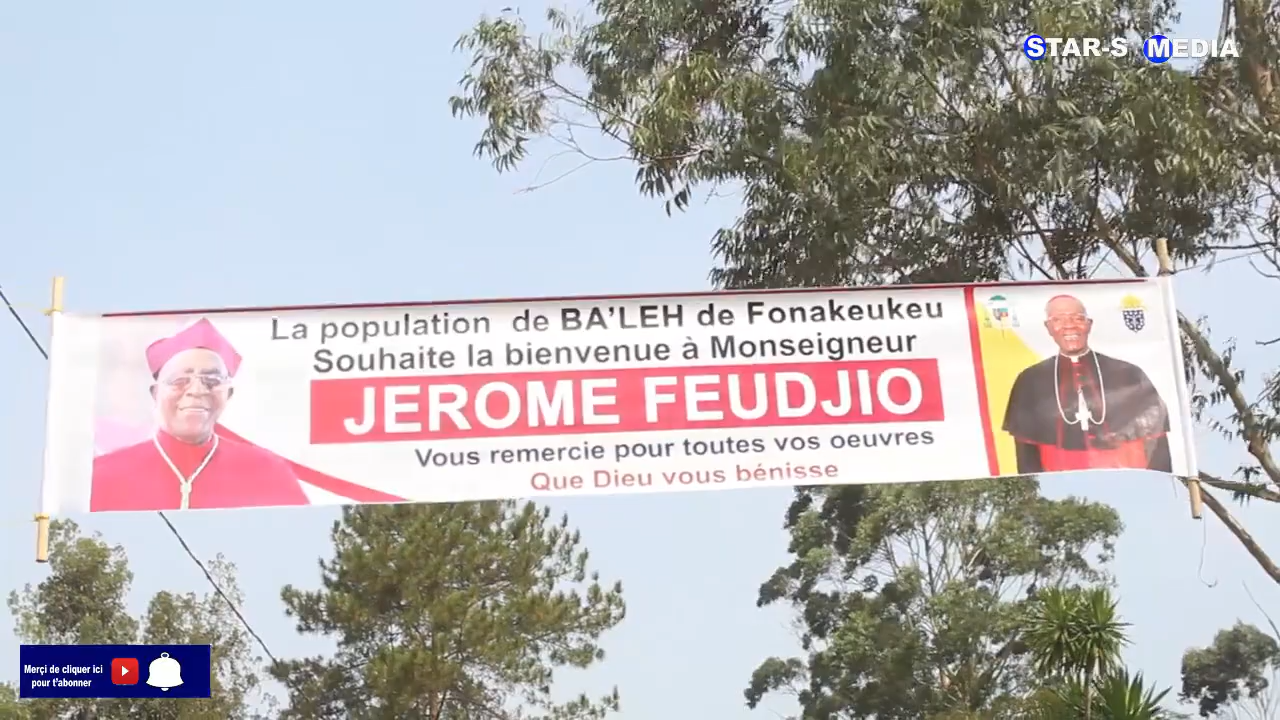 STAR-S MEDIA
La population de BA'LEH de Fonakeukeu
Souhaite la bienvenue à Monseigneur
JEROME FEUDJIO
Vous remercie pour toutes vos oeuvres
Que Dieu vous bénisse
Merçi de cliquer ici
pour t'abonner